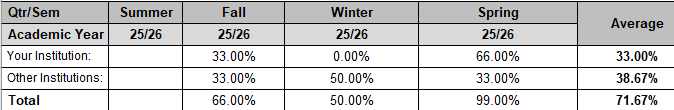 Qtr/Sem Summer Fall Winter Spring Average
Academic Year 25/26 25/26 25/26 25/26
Your Institution: 33.00% 0.00% 66.00% 33.00%
Other Institutions: 33.00% 50.00% 33.00% 38.67%
Total 66.00% 50.00% 99.00% 71.67%